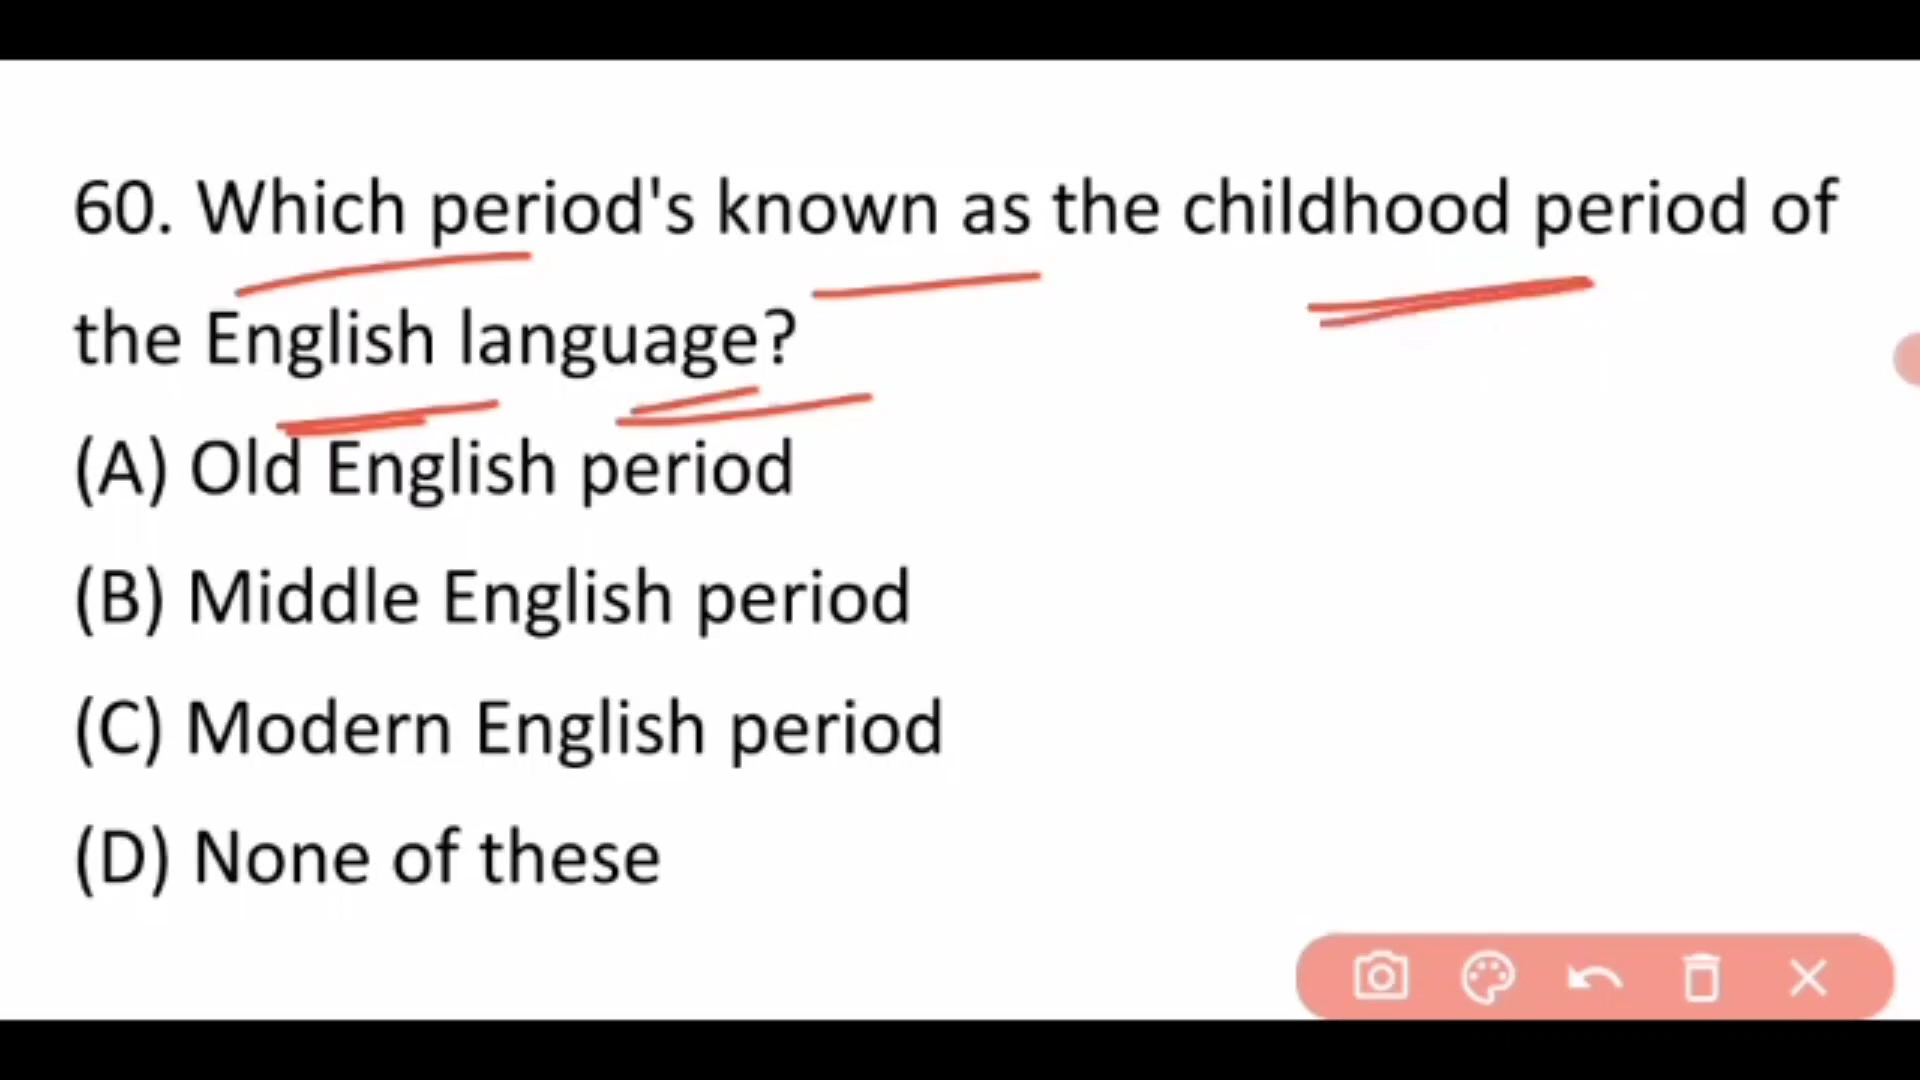 60. Which period's known as the childhood period of
the English language?
(A) Old English period
(B) Middle English period
(C) Modern English period
(D) None of these